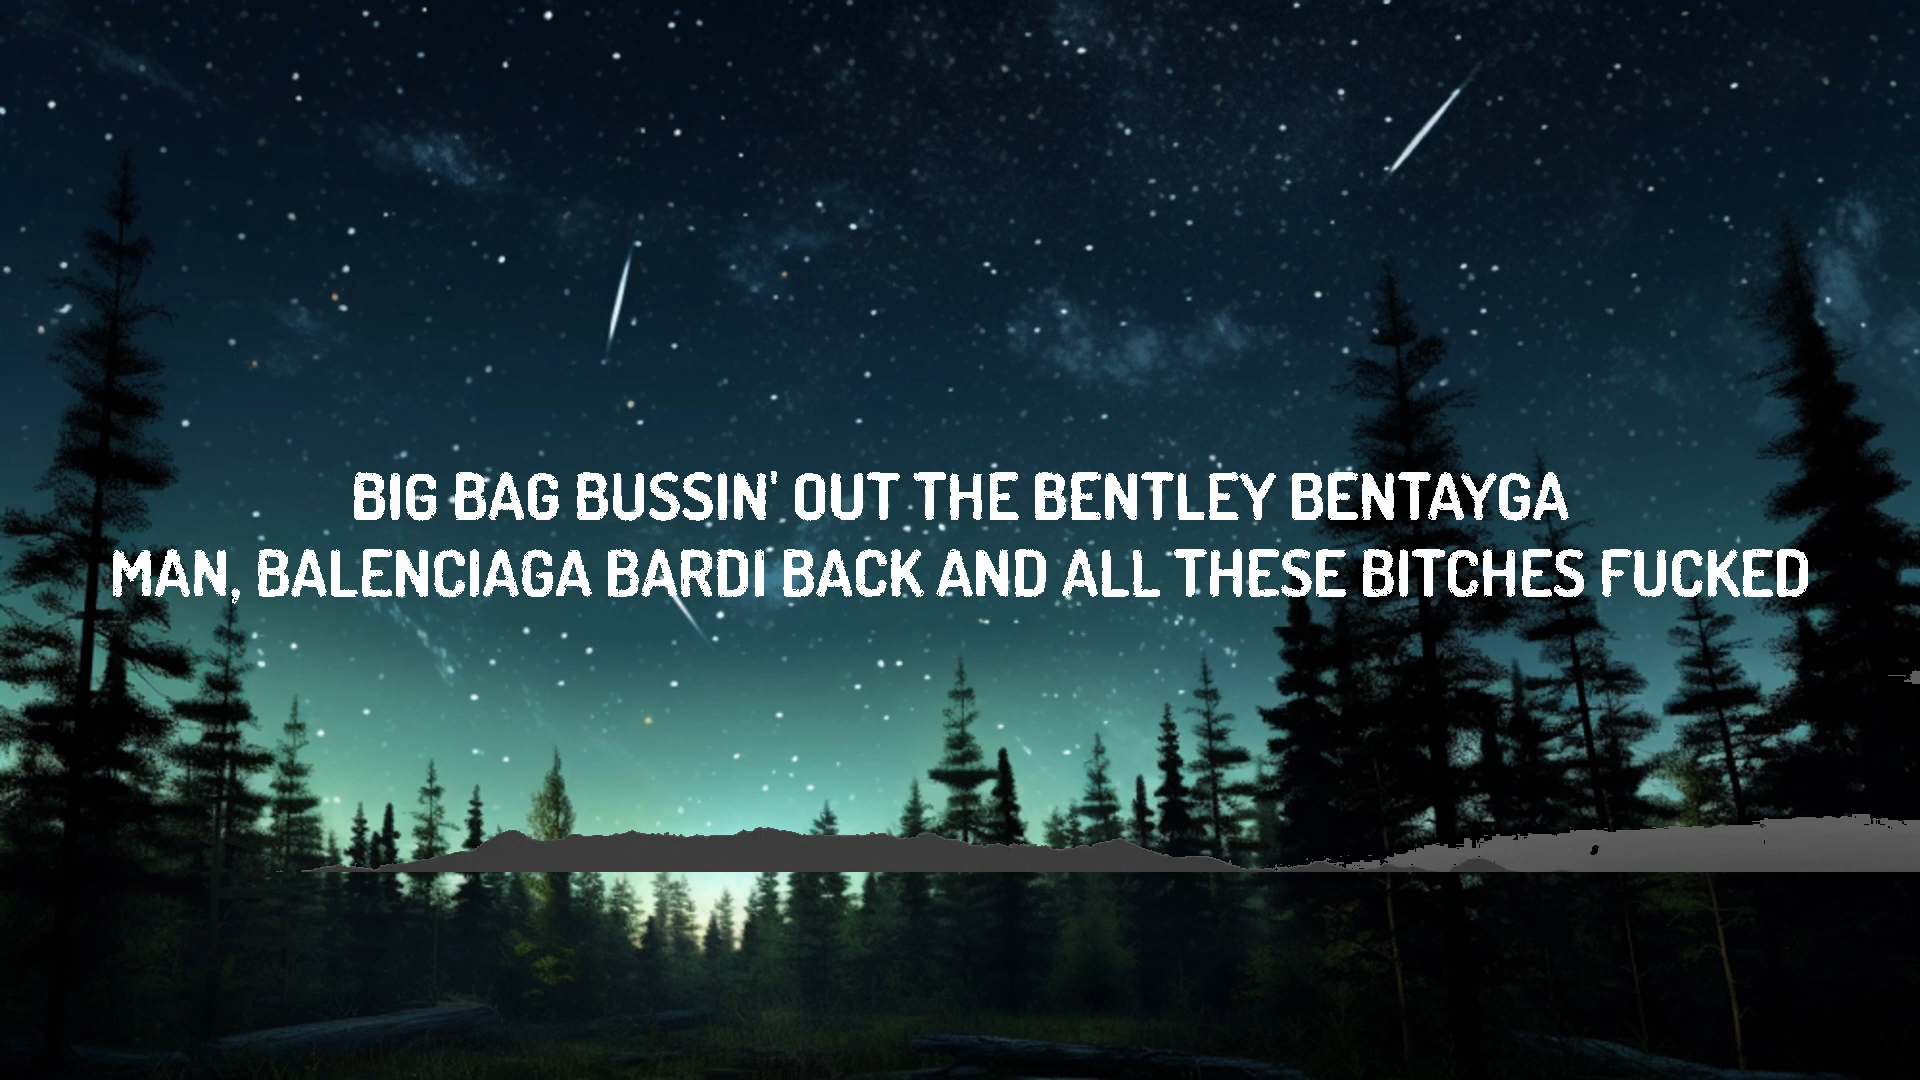 BIG BAG BUSSIN' OUT THE BENTLEY BENTAYGA
MAN, BALENCIAGA BARDI BACK AND ALL THESE BITCHES FUCKED